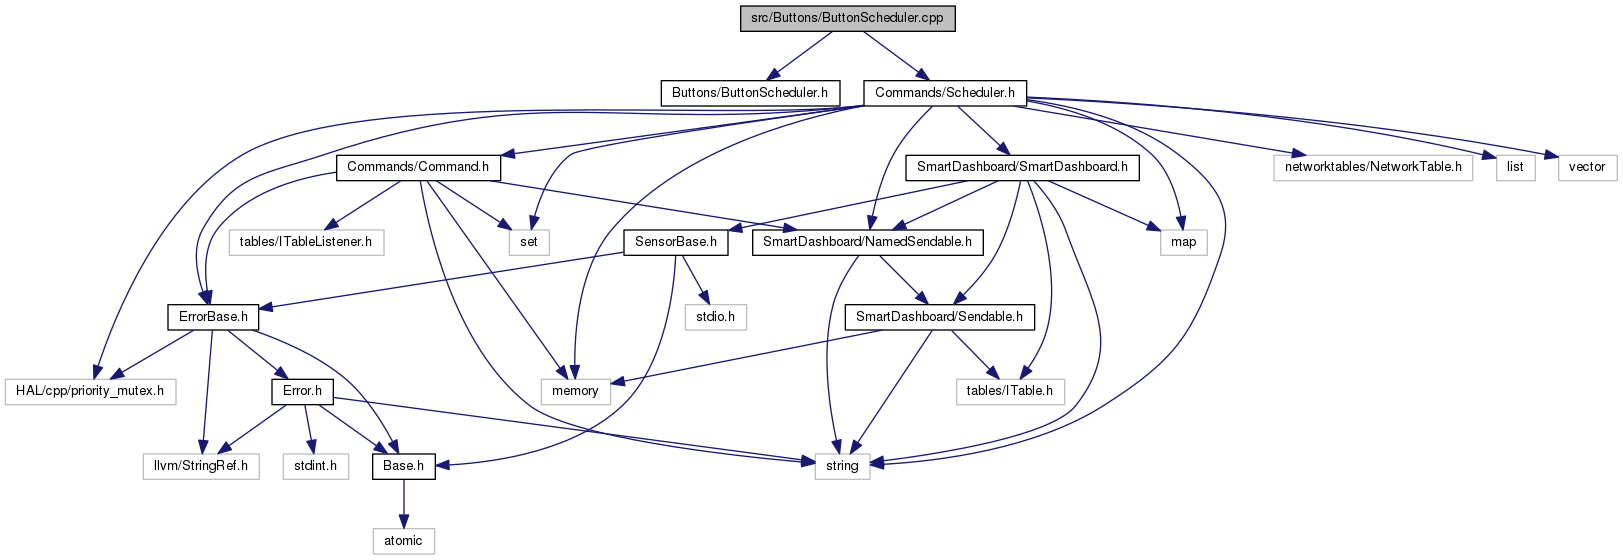 src/Buttons/ButtonScheduler.cpp
Buttons/ButtonScheduler.h
Commands/Scheduler.h
Commands/Command.h
SmartDashboard/SmartDashboard.h
networktables/NetworkTable.h
list
vector
tables/ITableListener.h
set
SensorBase.h
SmartDashboard/NamedSendable.h
map
ErrorBase.h
stdio.h
SmartDashboard/Sendable.h
HAL/cpp/priority_mutex.h
Error.h
memory
tables/ITable.h
llvm/StringRef.h
stdint.h
Base.h
string
atomic